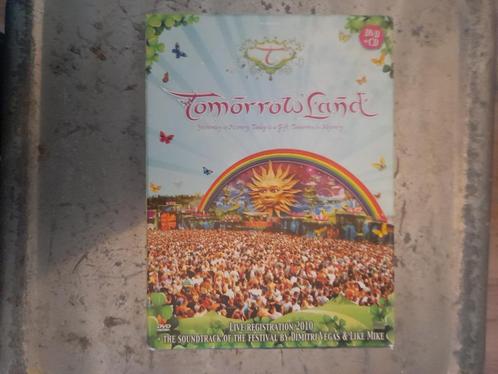 DVD
+CD
T
Tomorrowland
Yesterday is History, Today is a Gift, Tomorrow is Mystery
DVD
LIVE REGISTRATION 2010
+ THE SOUNDTRACK OF THE FESTIVAL BY DIMITRI VEGAS & LIKE MIKE